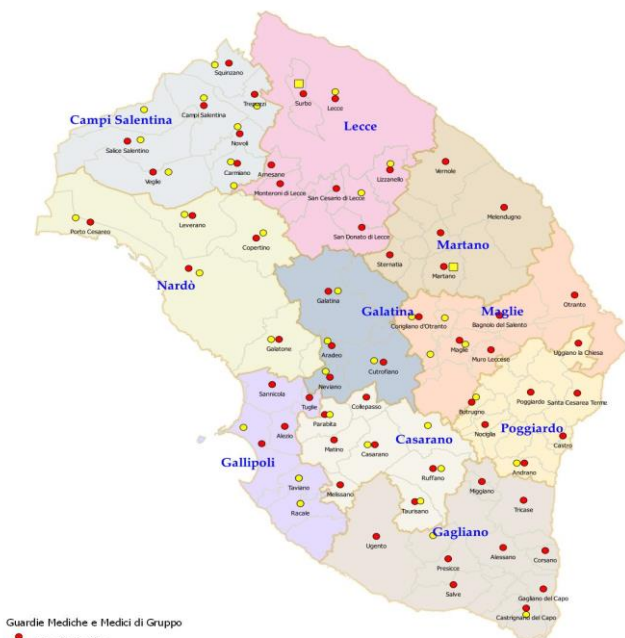 Squinzano
Trepuzzi
Campi Salentina
Campi Salentina
Surbo
Lecce
Lecce
Salice Salentino
Novoli
Veglie
Carmiano
Arnesano
Monteroni di Lecce
San Cesario di Lecce
Lizzanello
Vernole
Melendugno
San Donato di Lecce
Martano
Sternatia
Martano
Porto Cesareo
Leverano
Copertino
Nardò
Galatina
Galatina
Corigliano d'Otranto
Maglie
Bagnolo del Salento
Otranto
Galatone
Aradeo
Cutrofiano
Maglie
Muro Leccese
Uggiano la Chiesa
Neviano
Sannicola
Tuglie
Collepasso
Parabita
Botrugno
Poggiardo
Santa Cesarea Terme
Alezio
Casarano
Nociglia
Poggiardo
Castro
Gallipoli
Matino
Casarano
Ruffano
Andrano
Taviano
Melissano
Miggiano
Racale
Taurisano
Tricase
Gagliano
Ugento
Alessano
Corsano
Presicce
Salve
Gagliano del Capo
Castrignano del Capo
Guardie Mediche e Medici di Gruppo